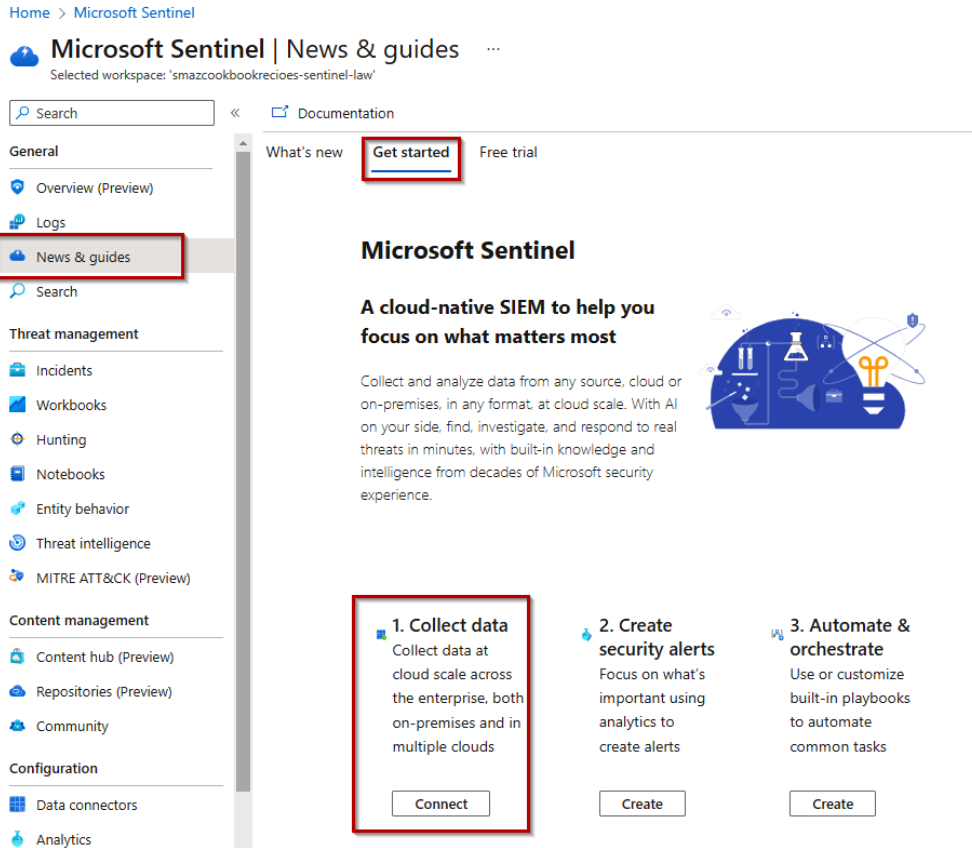 Home > Microsoft Sentinel
Microsoft Sentinel | News & guides ...
Selected workspace: 'smazcookbookrecioes-sentinel-law'
Search
«
General
Overview (Preview)
Logs
News & guides
Search
Threat management
Incidents
Workbooks
Hunting
Notebooks
Entity behavior
Threat intelligence
MITRE ATT&CK (Preview)
Content management
Content hub (Preview)
Repositories (Preview)
Community
Configuration
Data connectors
Analytics
Documentation
What's new
Get started
Free trial
Microsoft Sentinel
A cloud-native SIEM to help you
focus on what matters most
Collect and analyze data from any source, cloud or
on-premises, in any format, at cloud scale. With AI
on your side, find, investigate, and respond to real
threats in minutes, with built-in knowledge and
intelligence from decades of Microsoft security
experience.
1. Collect data
Collect data at
cloud scale across
the enterprise, both
on-premises and in
multiple clouds
Connect
2. Create
security alerts
Focus on what's
important using
analytics to
create alerts
Create
3. Automate &
orchestrate
Use or customize
built-in playbooks
to automate
common tasks
Create